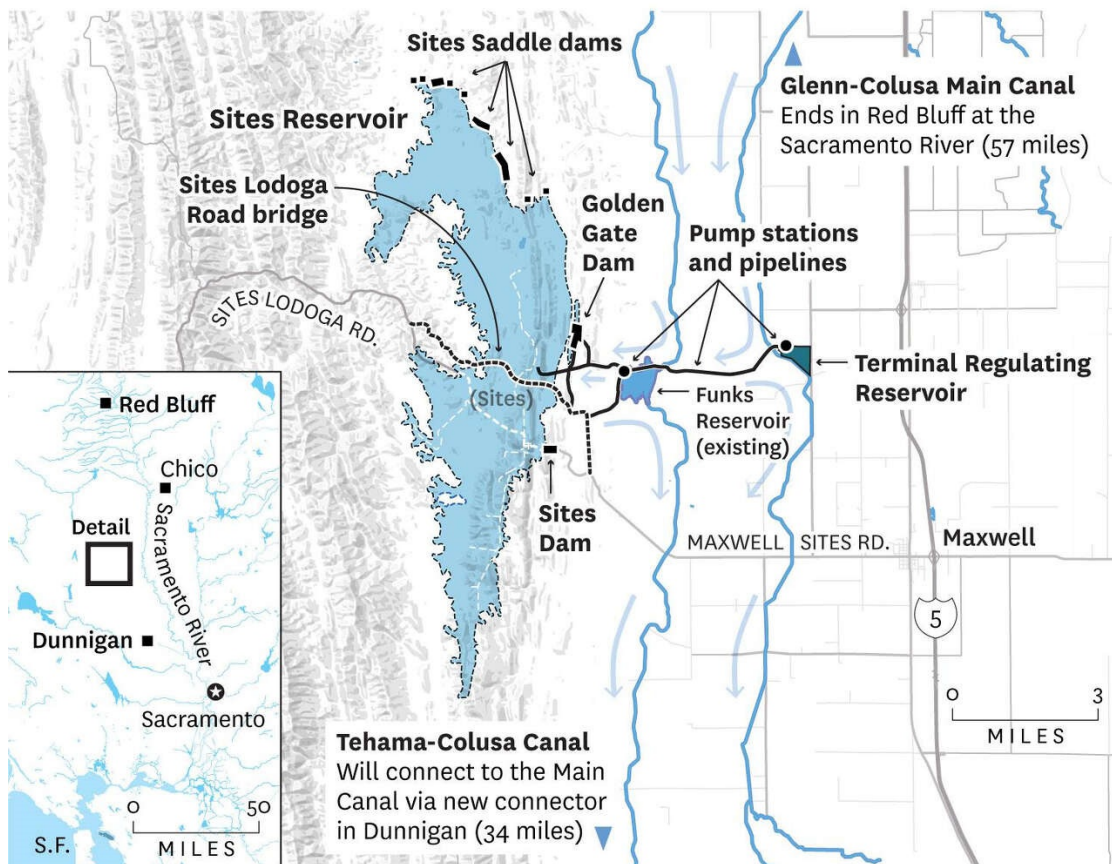 Sites Saddle dams
Sites Reservoir
Glenn-Colusa Main Canal
Ends in Red Bluff at the
Sacramento River (57 miles)
Sites Lodoga
Road bridge
Golden
Gate
Dam
Pump stations
and pipelines
SITES LODOGA RD.
(Sites)
Funks
Reservoir
(existing)
Terminal Regulating
Reservoir
Sites
Dam
MAXWELL SITES RD.
Maxwell
5
0 3
MILES
Tehama-Colusa Canal
Will connect to the Main
Canal via new connector
in Dunnigan (34 miles)
Red Bluff
Chico
Detail
Sacramento River
Dunnigan
Sacramento
0 50
MILES
S.F.